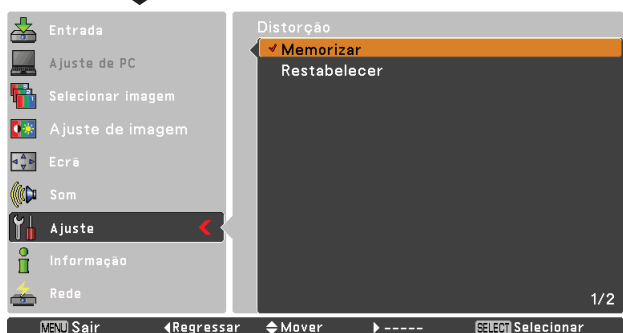 Entrada
Ajuste de PC
Selecionar imagem
Ajuste de imagem
Ecrã
Som
Ajuste
Informação
Rede
Distorção
Memorizar
Restabelecer
1/2
MENU Sair Regressar Mover ----- SELECT Selecionar